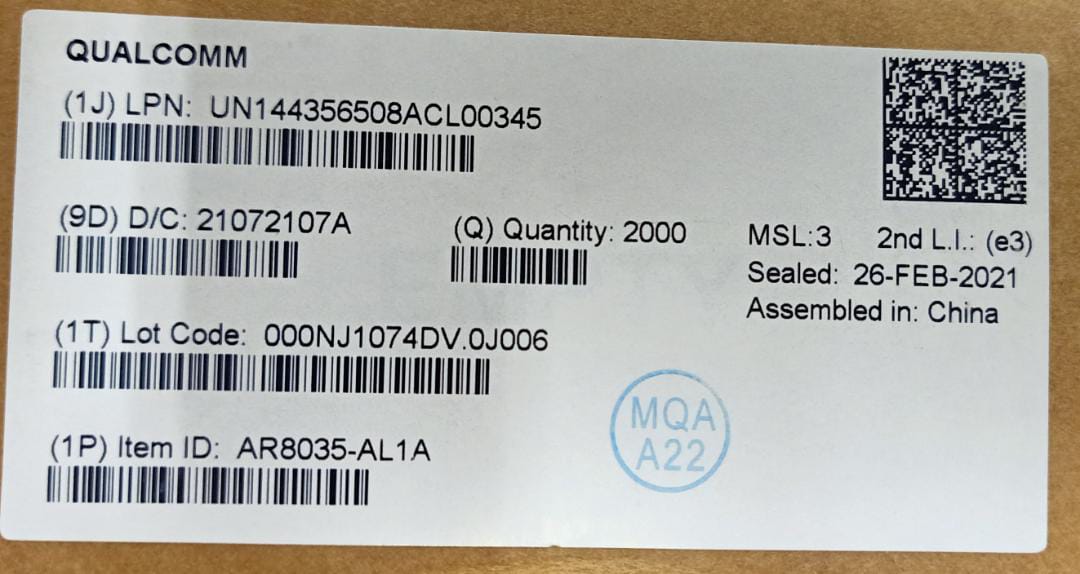 QUALCOMM
(1J) LPN: UN144356508ACL00345
(9D) D/C: 21072107A
(Q) Quantity: 2000
MSL:3 2nd L.I.: (e3)
Sealed: 26-FEB-2021
Assembled in: China
(1T) Lot Code: 000NJ1074DV.0J006
(1P) Item ID: AR8035-AL1A
MQA
A22